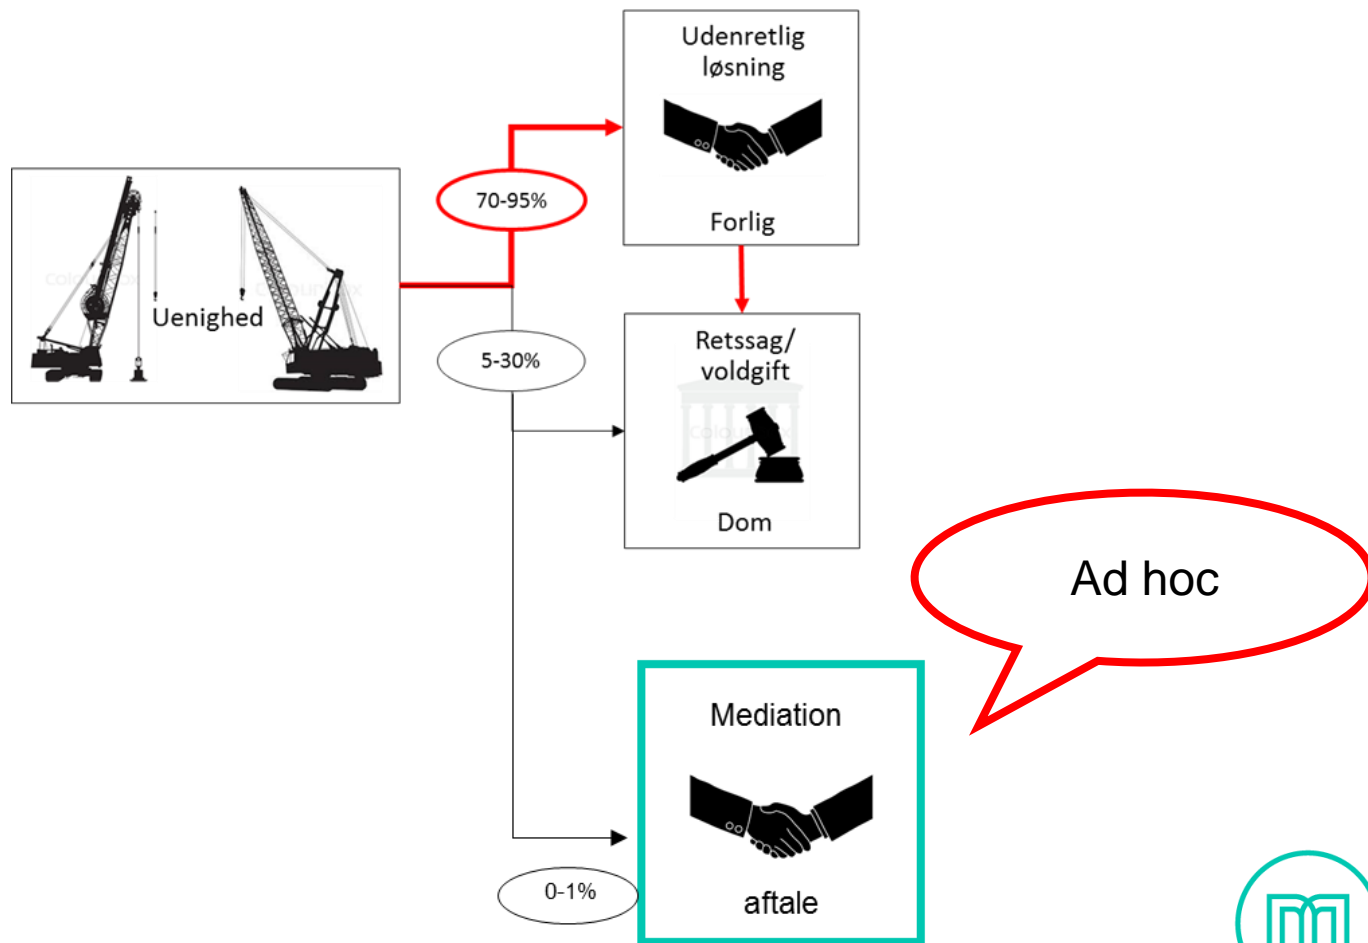 Udenretlig
løsning
Forlig
70-95%
Uenighed
5-30%
Retssag/
voldgift
Dom
Ad hoc
Mediation
aftale
0-1%